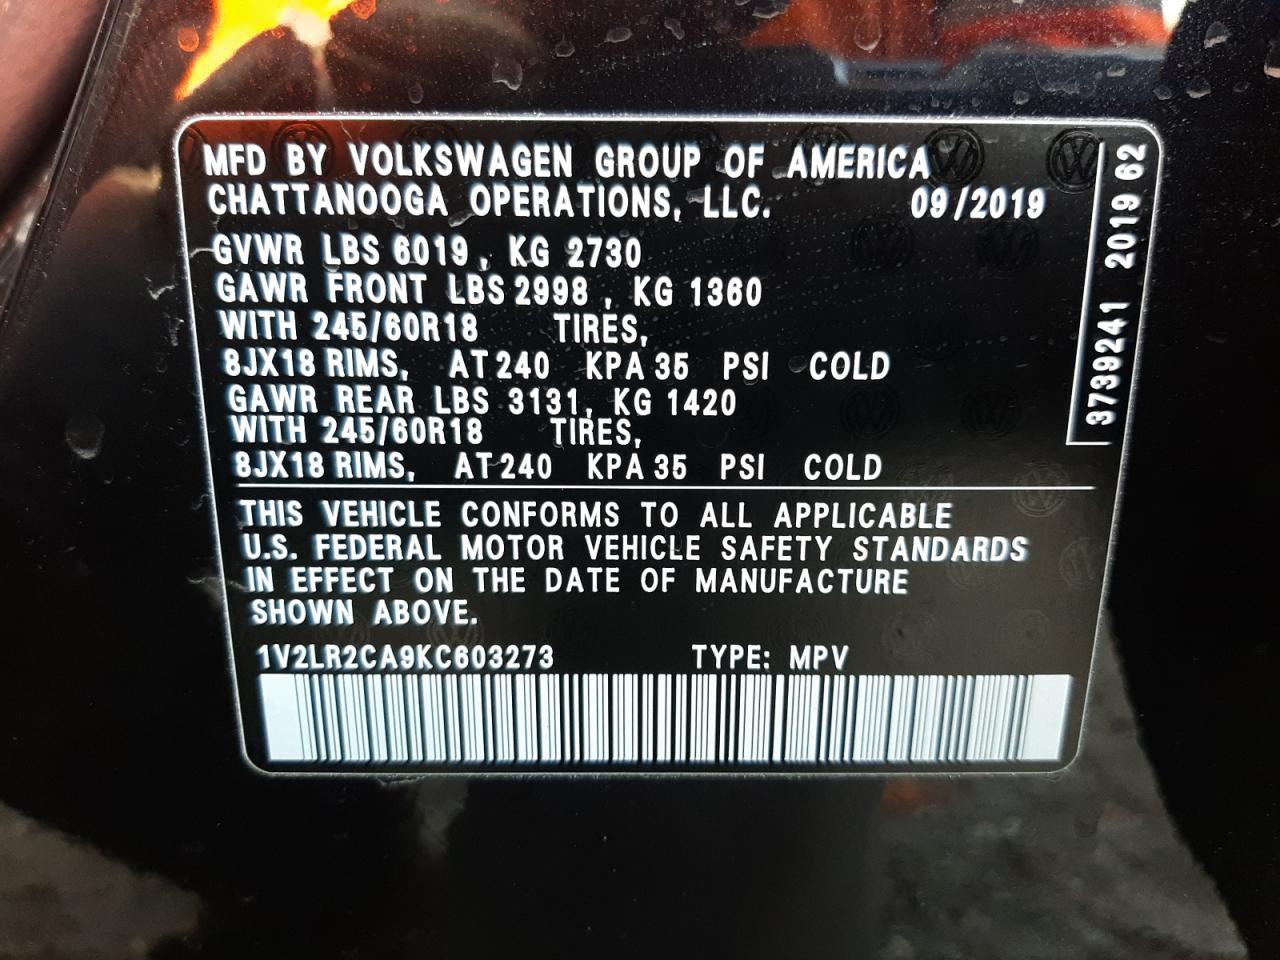 MFD BY VOLKSWAGEN GROUP OF AMERICA
CHATTANOOGA OPERATIONS, LLC. 09/2019
GVWR LBS 6019, KG 2730
GAWR FRONT LBS 2998, KG 1360
WITH 245/60R18 TIRES,
8JX18 RIMS, AT 240 KPA 35 PSI COLD
GAWR REAR LBS 3131, KG 1420
WITH 245/60R18 TIRES,
8JX18 RIMS, AT 240 KPA 35 PSI COLD
THIS VEHICLE CONFORMS TO ALL APPLICABLE
U.S. FEDERAL MOTOR VEHICLE SAFETY STANDARDS
IN EFFECT ON THE DATE OF MANUFACTURE
SHOWN ABOVE.
1V2LR2CA9KC603273 TYPE: MPV
3739241 2019 62